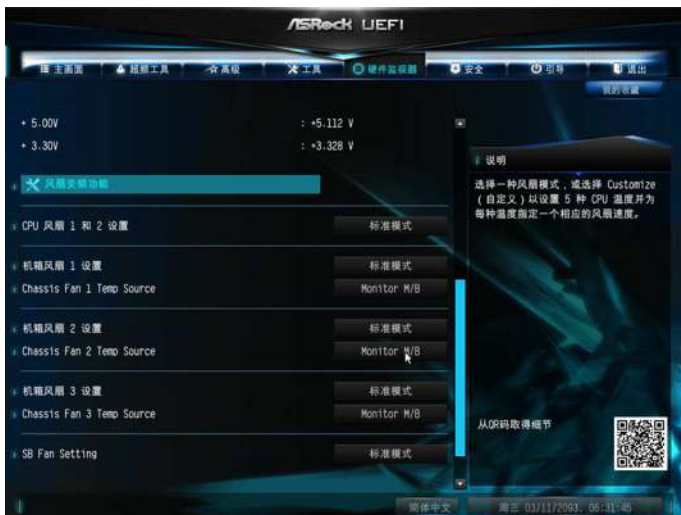 ASRock UEFI
主画面 超频工具 高级 工具 硬件监视器 安全 引导 退出
我的收藏
+ 5.00V : +5.112 V
+ 3.30V : +3.328 V
风扇变频功能
CPU 风扇 1 和 2 设置 标准模式
机箱风扇 1 设置 标准模式
Chassis Fan 1 Temp Source Monitor M/B
机箱风扇 2 设置 标准模式
Chassis Fan 2 Temp Source Monitor M/B
机箱风扇 3 设置 标准模式
Chassis Fan 3 Temp Source Monitor M/B
SB Fan Setting 标准模式
说明
选择一种风扇模式，或选择 Customize
（自定义）以设置 5 种 CPU 温度并为
每种温度指定一个相应的风扇速度。
从QR码取得细节
简体中文 周三 03/11/2093. 06:31:45